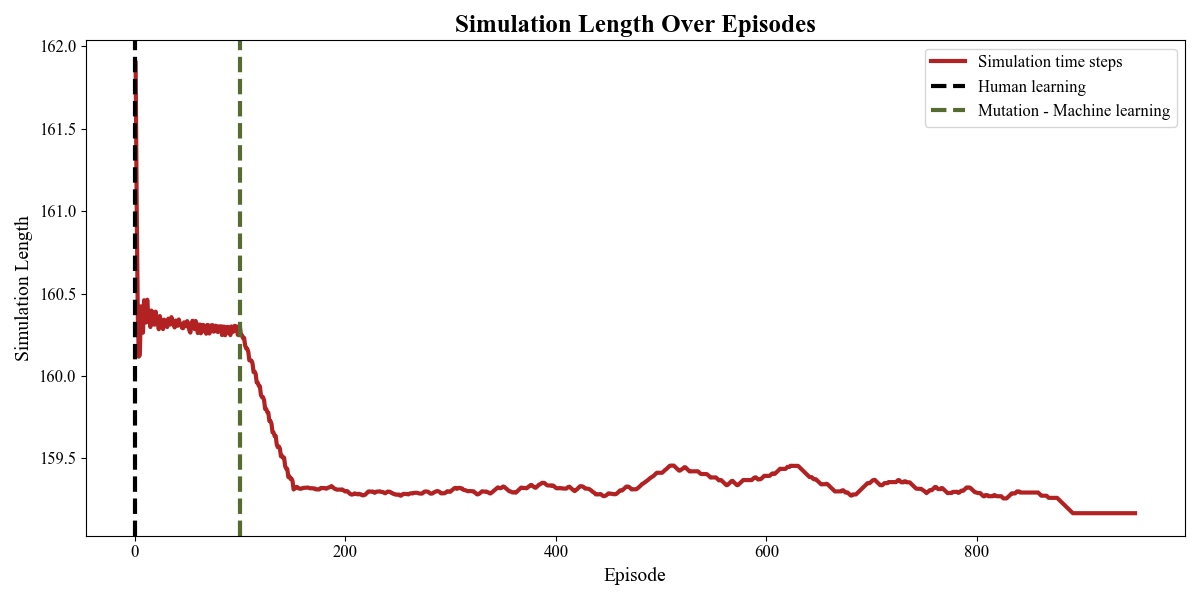 Simulation Length Over Episodes
162.0
161.5
161.0
160.5
160.0
159.5
Simulation Length
Simulation time steps
Human learning
Mutation - Machine learning
0
200
400
600
800
Episode